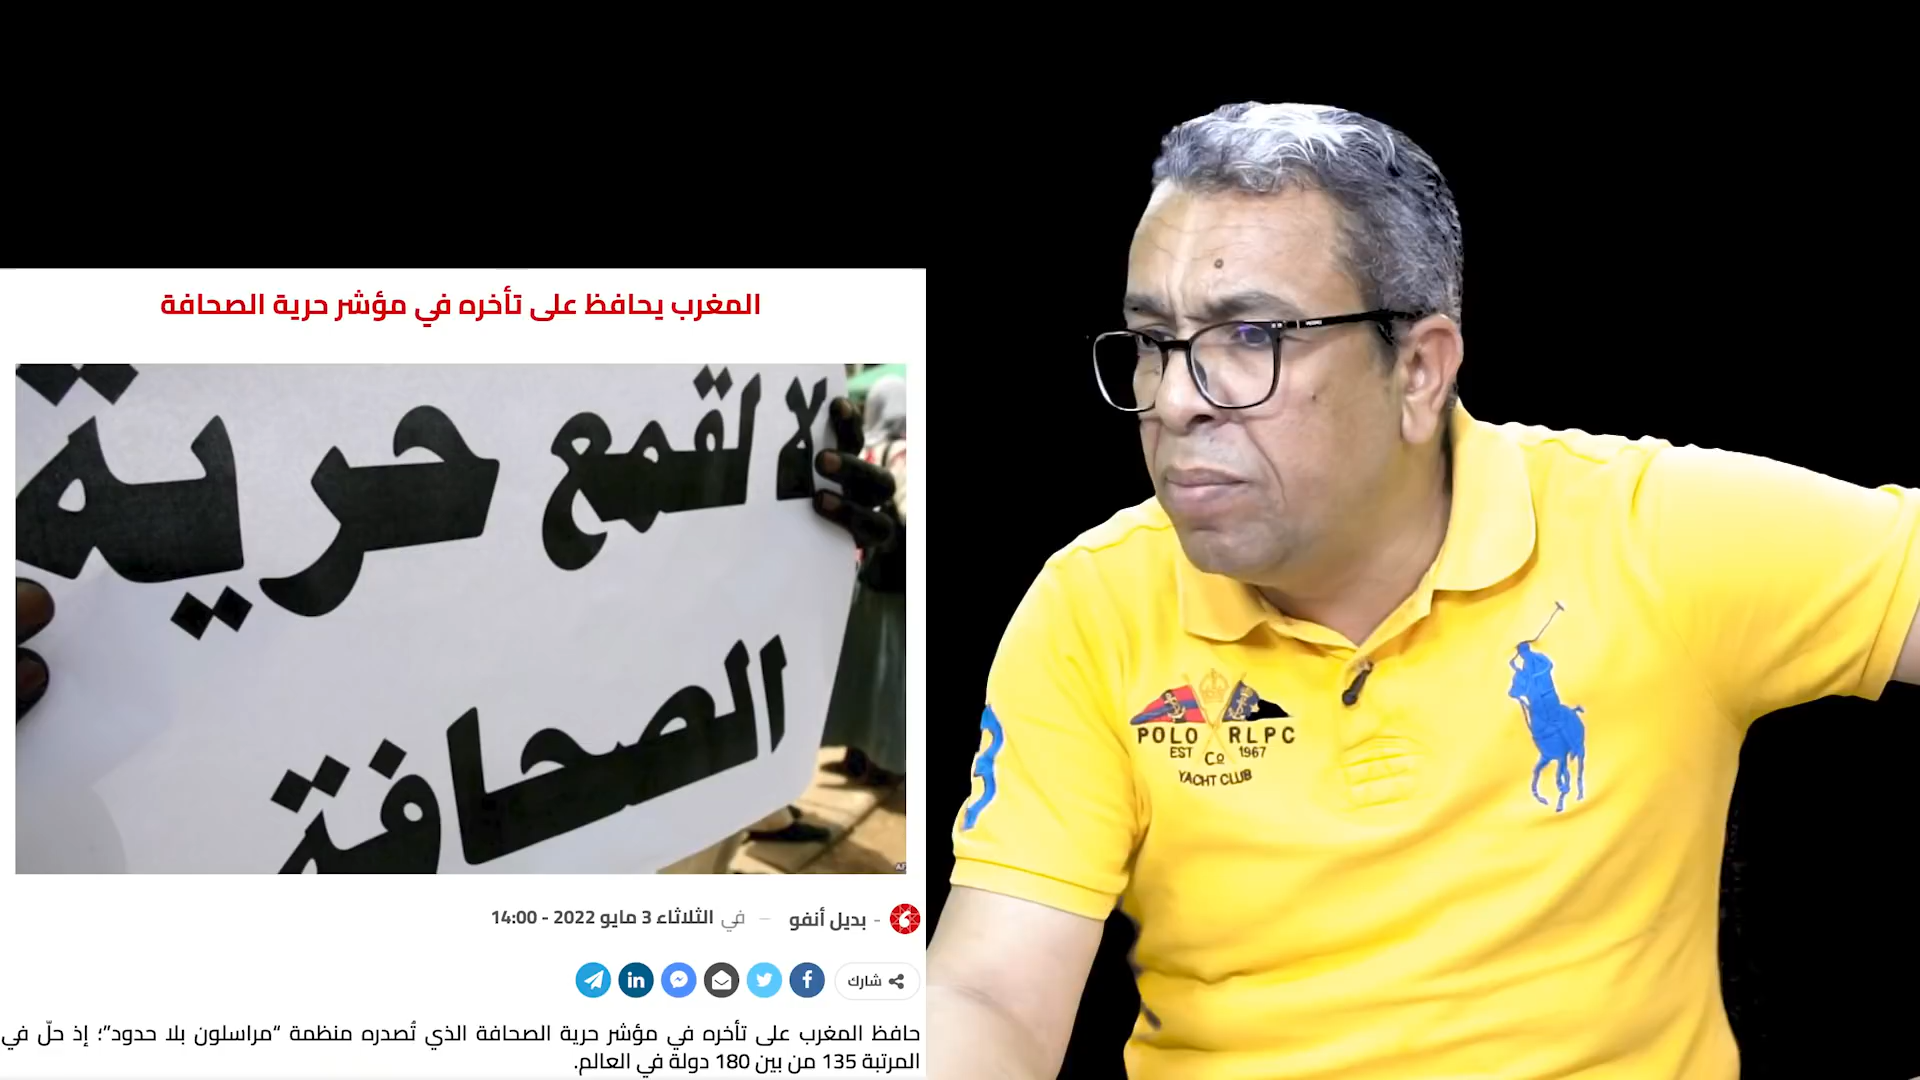 المغرب يحافظ على تأخره في مؤشر حرية الصحافة
لا لقمع حرية
الصحافة
- بديل أنفو – في الثلاثاء 3 مايو 2022 - 14:00
شارك
حافظ المغرب على تأخره في مؤشر حرية الصحافة الذي تُصدره منظمة “مراسلون بلا حدود”؛ إذ حلّ في
المرتبة 135 من بين 180 دولة في العالم.
POLO RLPC
EST Co 1967
YACHT CLUB